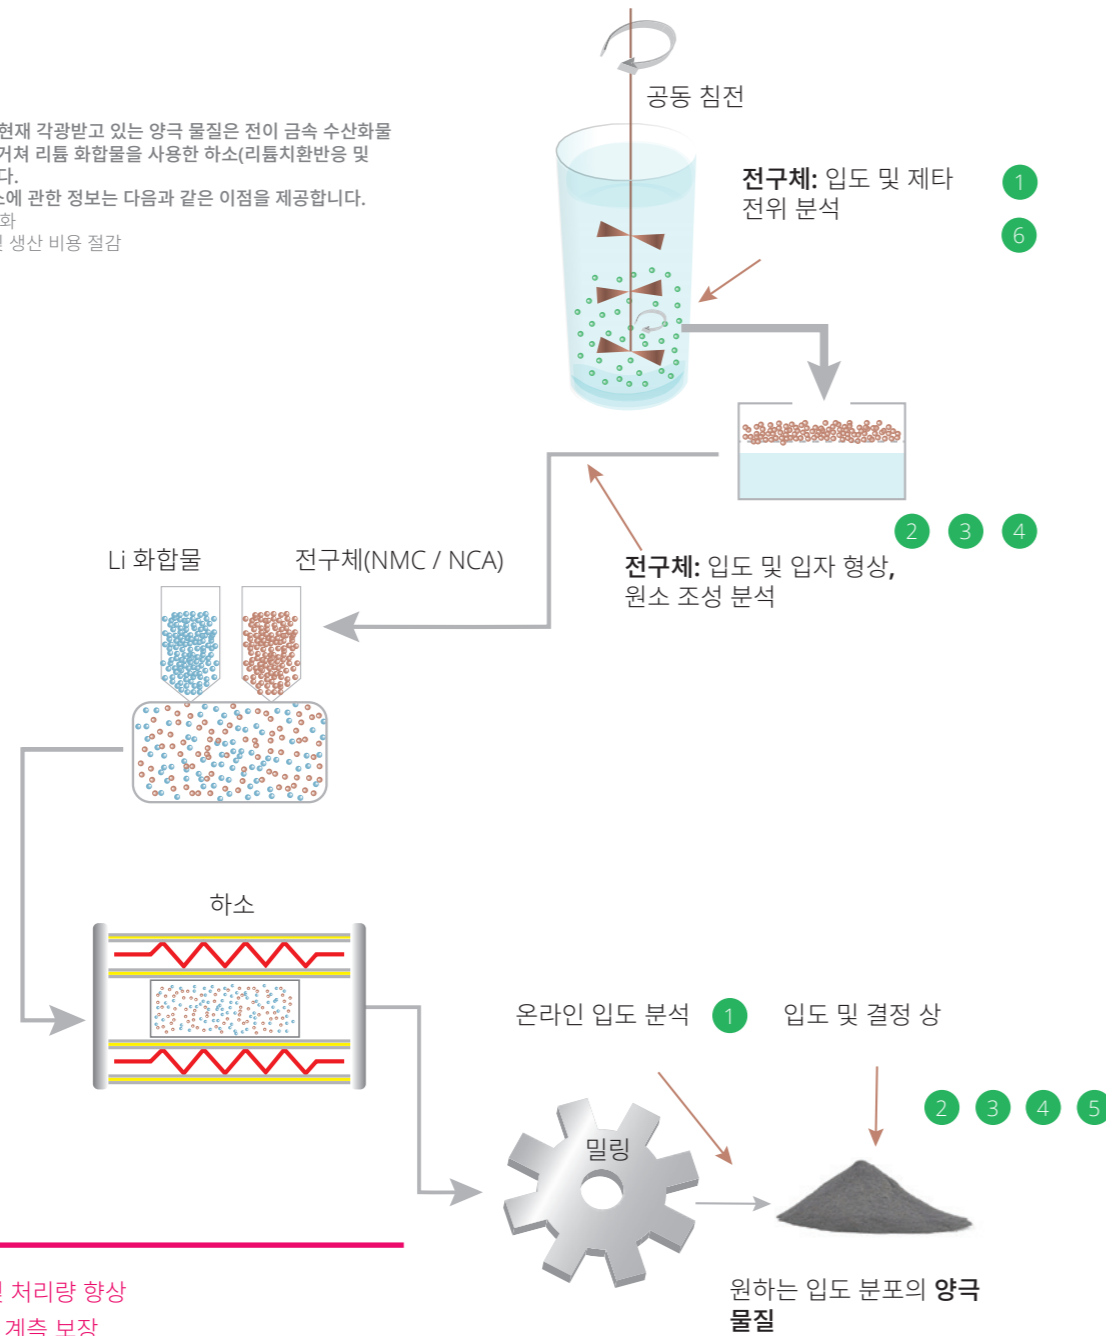 공동 침전
현재 각광받고 있는 양극 물질은 전이 금속 수산화물
거쳐 리튬 화합물을 사용한 하소(리튬치환반응 및
다.
에 관한 정보는 다음과 같은 이점을 제공합니다.
화
생산 비용 절감
전구체: 입도 및 제타
전위 분석
1
6
2 3 4
전구체: 입도 및 입자 형상,
원소 조성 분석
Li 화합물
전구체(NMC / NCA)
하소
온라인 입도 분석
1
입도 및 결정 상
2 3 4 5
밀링
원하는 입도 분포의 양극
물질
처리량 향상
계측 보장